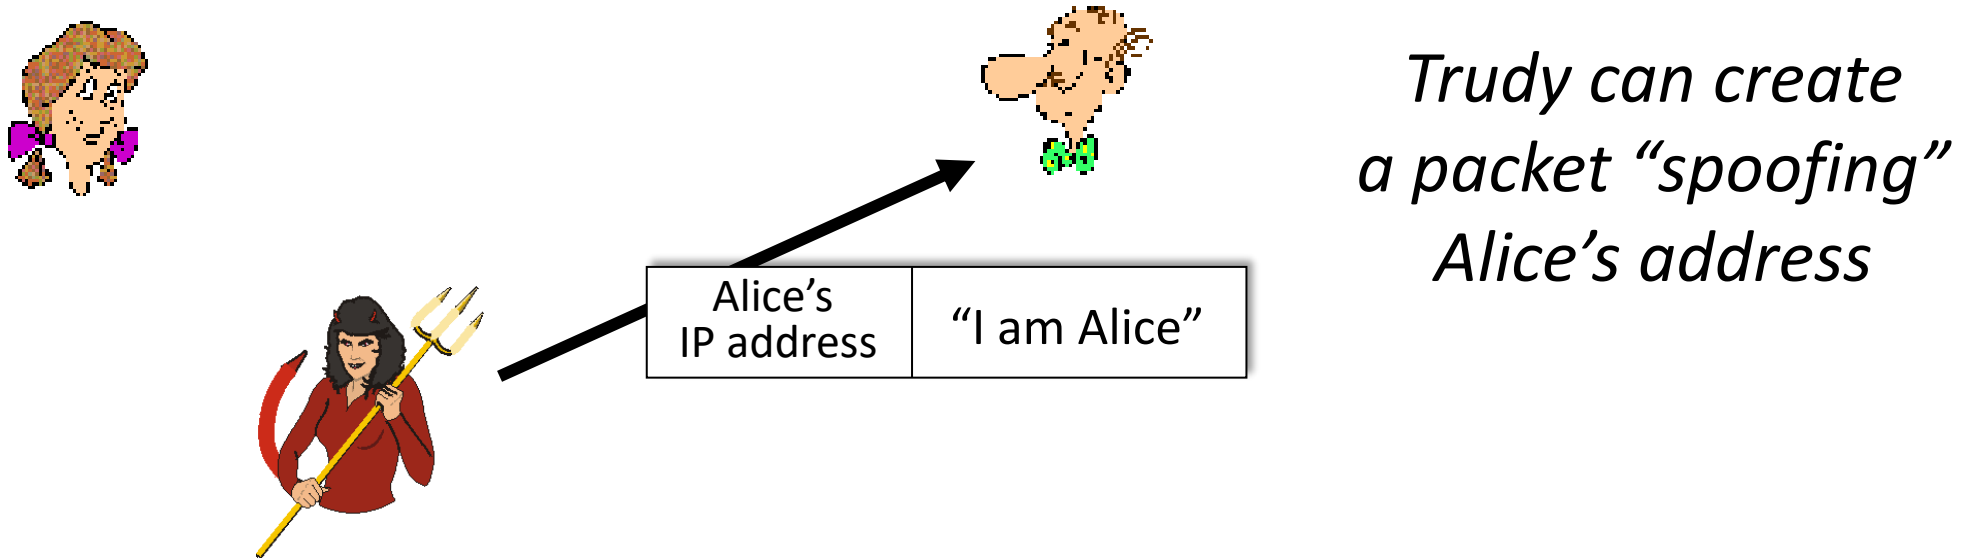 Trudy can create
a packet “spoofing”
Alice’s address
Alice’s
IP address
“I am Alice”